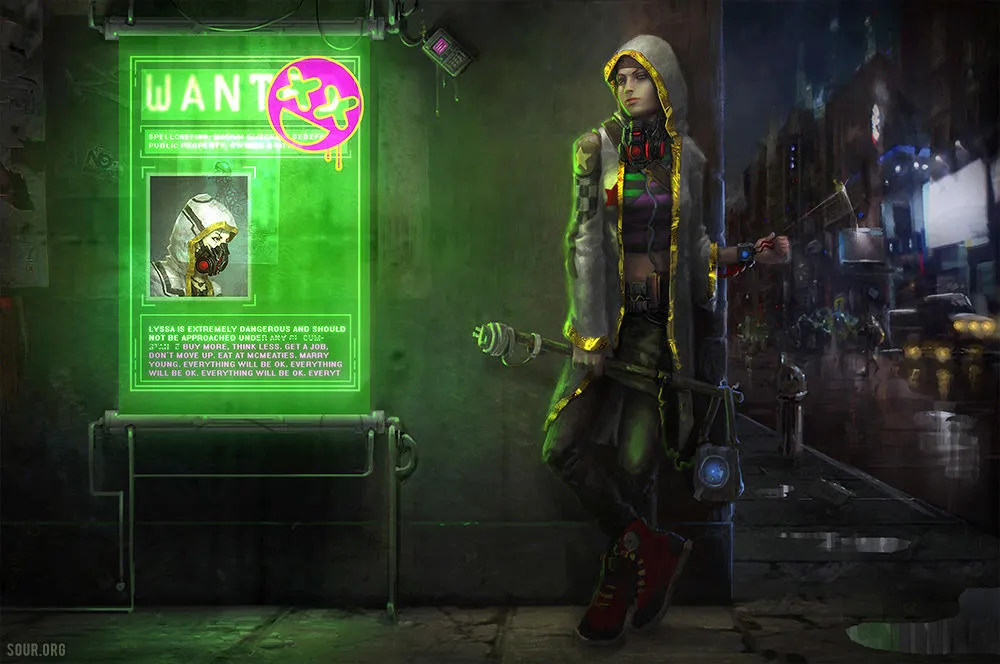 WANT
SPELLCASTING,
PUBLIC PROPERTY,
LYSSA IS EXTREMELY DANGEROUS AND SHOULD
NOT BE APPROACHED UNDER ANY
BUY MORE, THINK LESS. GET A JOB,
DON'T MOVE UP. EAT AT MCMEATIES. MARRY
YOUNG. EVERYTHING WILL BE OK. EVERYTHING
WILL BE OK. EVERYTHING WILL BE OK. EVERYT
SOUR.ORG